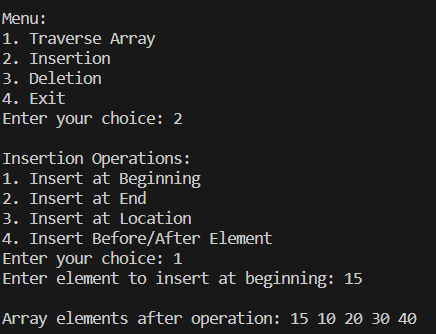 Menu:
1. Traverse Array
2. Insertion
3. Deletion
4. Exit
Enter your choice: 2
Insertion Operations:
1. Insert at Beginning
2. Insert at End
3. Insert at Location
4. Insert Before/After Element
Enter your choice: 1
Enter element to insert at beginning: 15
Array elements after operation: 15 10 20 30 40